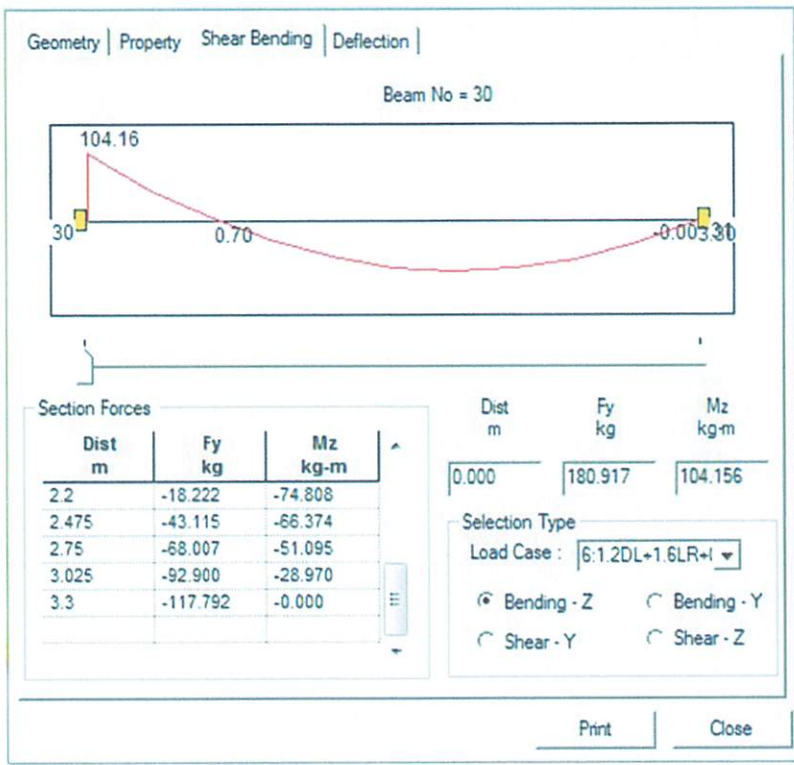 Geometry Property Shear Bending Deflection
Beam No = 30
104.16
30 0.70 -0.00
Section Forces
Dist m Fy kg Mz kg-m
2.2 -18.222 -74.808
2.475 -43.115 -66.374
2.75 -68.007 -51.095
3.025 -92.900 -28.970
3.3 -117.792 -0.000
Dist Fy Mz
m kg kg-m
0.000 180.917 104.156
Selection Type
Load Case : 6:1.2DL+1.6LR+(
Bending - Z Bending - Y
Shear - Y Shear - Z
Print Close